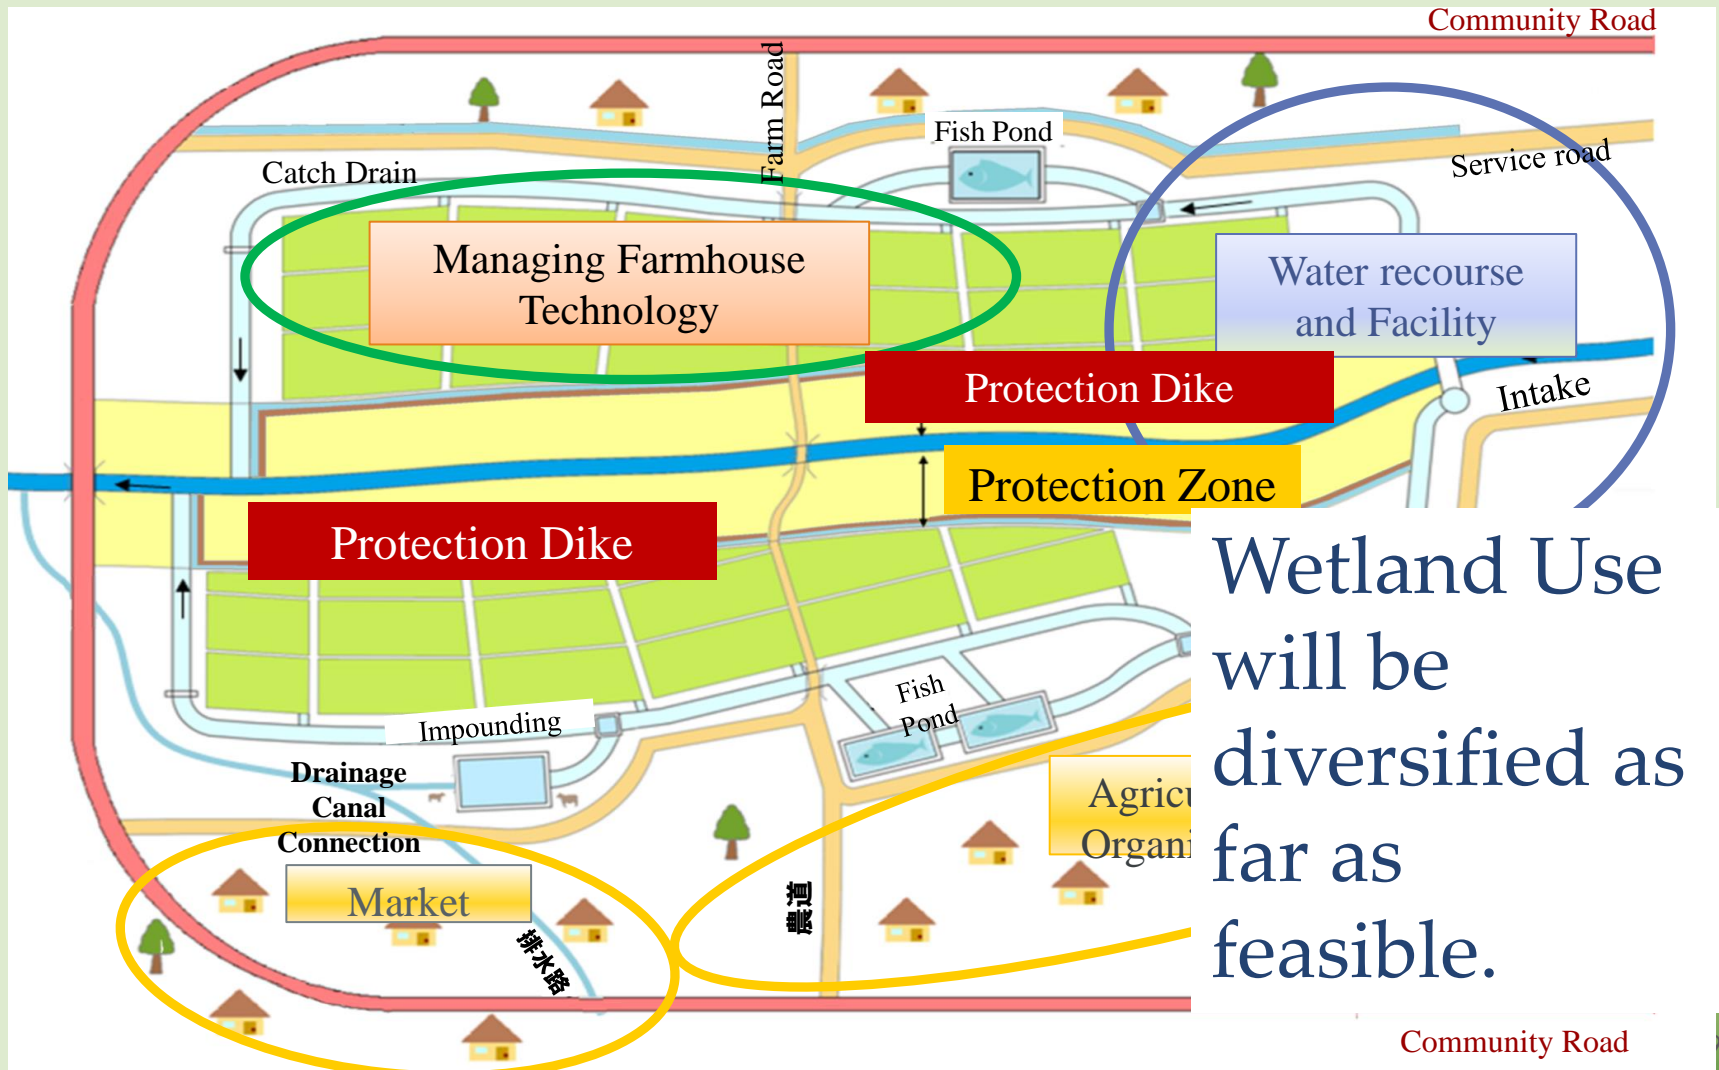 Community Road
Farm Road
Fish Pond
Service road
Catch Drain
Managing Farmhouse
Technology
Water recourse
and Facility
Protection Dike
Intake
Protection Zone
Protection Dike
Wetland Use
will be
diversified as
far as
feasible.
Fish
Pond
Impounding
Drainage
Canal
Connection
Agricu
Organi
Market
農道
排水路
Community Road